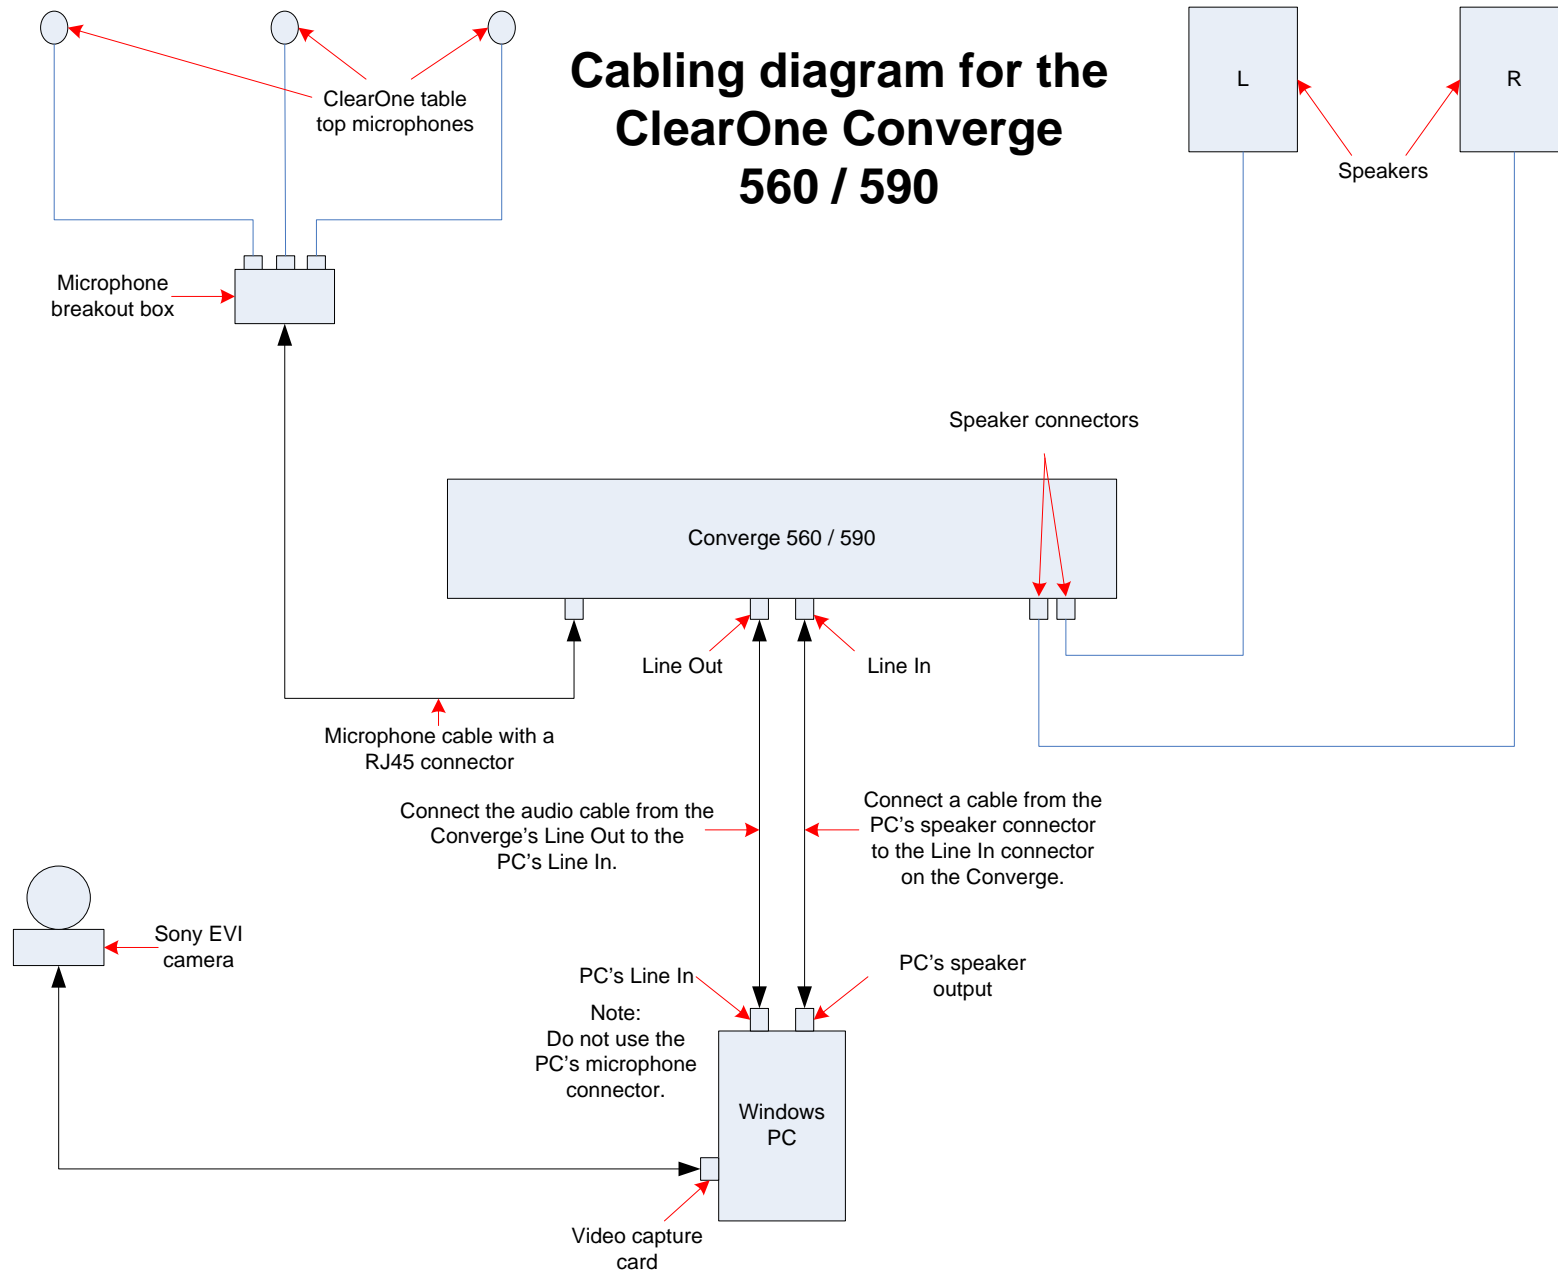 Cabling diagram for the
ClearOne Converge
560 / 590
ClearOne table
top microphones
L
R
Speakers
Microphone
breakout box
Speaker connectors
Converge 560 / 590
Line Out
Line In
Microphone cable with a
RJ45 connector
Connect the audio cable from the
Converge's Line Out to the
PC's Line In.
Connect a cable from the
PC's speaker connector
to the Line In connector
on the Converge.
Sony EVI
camera
PC's Line In
Note:
Do not use the
PC's microphone
connector.
PC's speaker
output
Windows
PC
Video capture
card